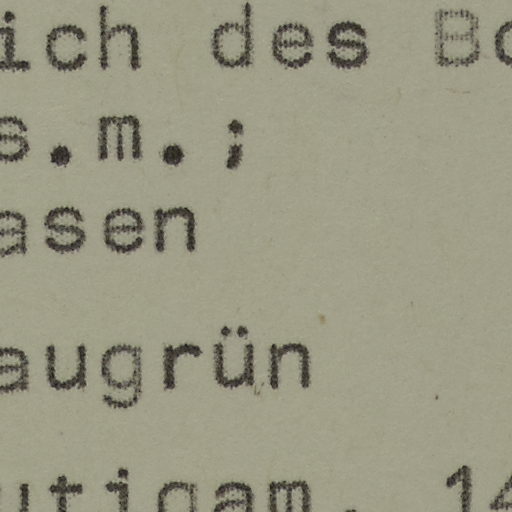 ich des Bo
s.m.;
asen
augrün
utigam. 14